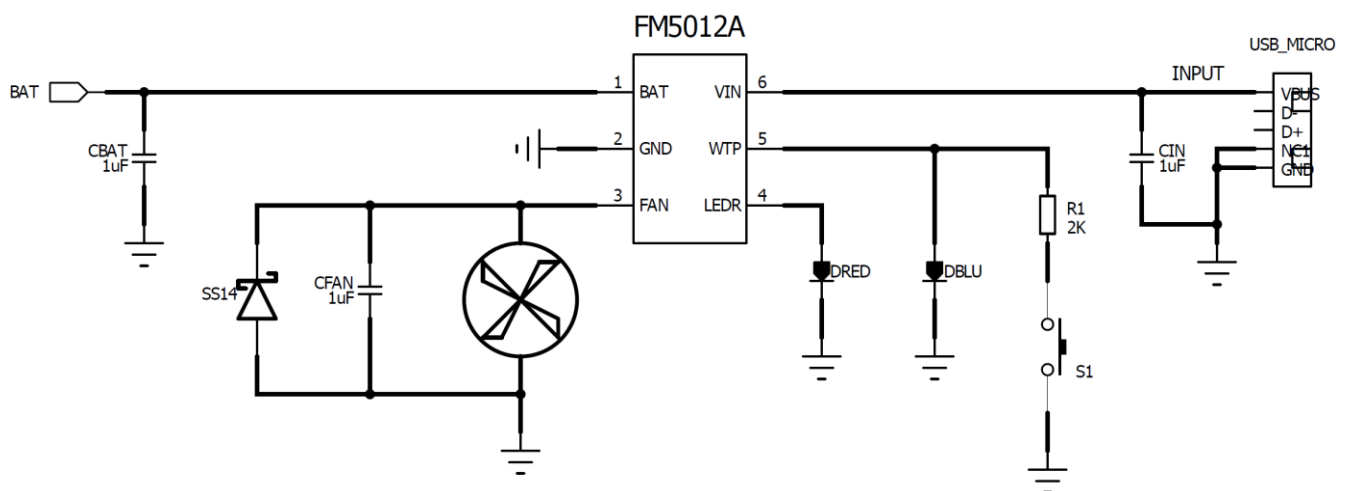 FM5012A
USB_MICRO
BAT
1
BAT
VIN
6
INPUT
VBUS
D-
D+
NC1
GND
CBAT
1uF
2
GND
WTP
5
CIN
1uF
3
FAN
LEDR
4
R1
2K
SS14
CFAN
1uF
DRED
DBLU
S1